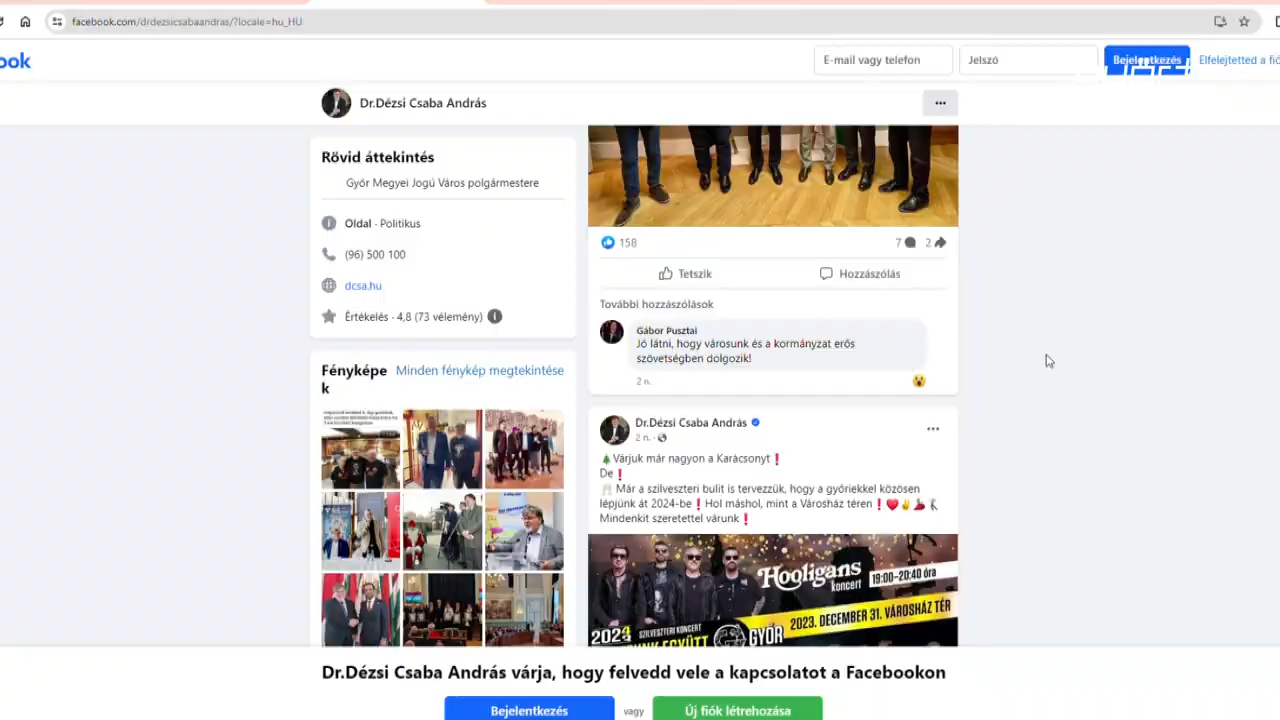 facebook.com/drdezsicsabaandras/?locale=hu_HU
ook
E-mail vagy telefon
Jelszó
Bejelentkezés
Elfelejtetted a fió
Dr.Dézsi Csaba András
Rövid áttekintés
Győr Megyei Jogú Város polgármestere
Oldal · Politikus
(96) 500 100
dcsa.hu
Értékelés · 4,8 (73 vélemény)
Fényképe
k
Minden fénykép megtekintése
158
7
2
Tetszik
Hozzászólás
További hozzászólások
Gábor Pusztai
Jó látni, hogy városunk és a kormányzat erős
szövetségben dolgozik!
2 n.
Dr.Dézsi Csaba András
2 n. ·
🎄Várjuk már nagyon a Karácsonyt❗
De❗
🥂 Már a szilveszteri bulit is tervezzük, hogy a győriekkel közösen
lépjünk át 2024-be❗Hol máshol, mint a Városház téren❗❤️✌️💃🕺
Mindenkit szeretettel várunk❗
Hooligans
koncert
19:00-20:40 óra
2023. DECEMBER 31. VÁROSHÁZ TÉR
2024 SZILVESZTERI KONCERT
EGYÜTT
GYŐR
Dr.Dézsi Csaba András várja, hogy felvedd vele a kapcsolatot a Facebookon
Bejelentkezés
vagy
Új fiók létrehozása